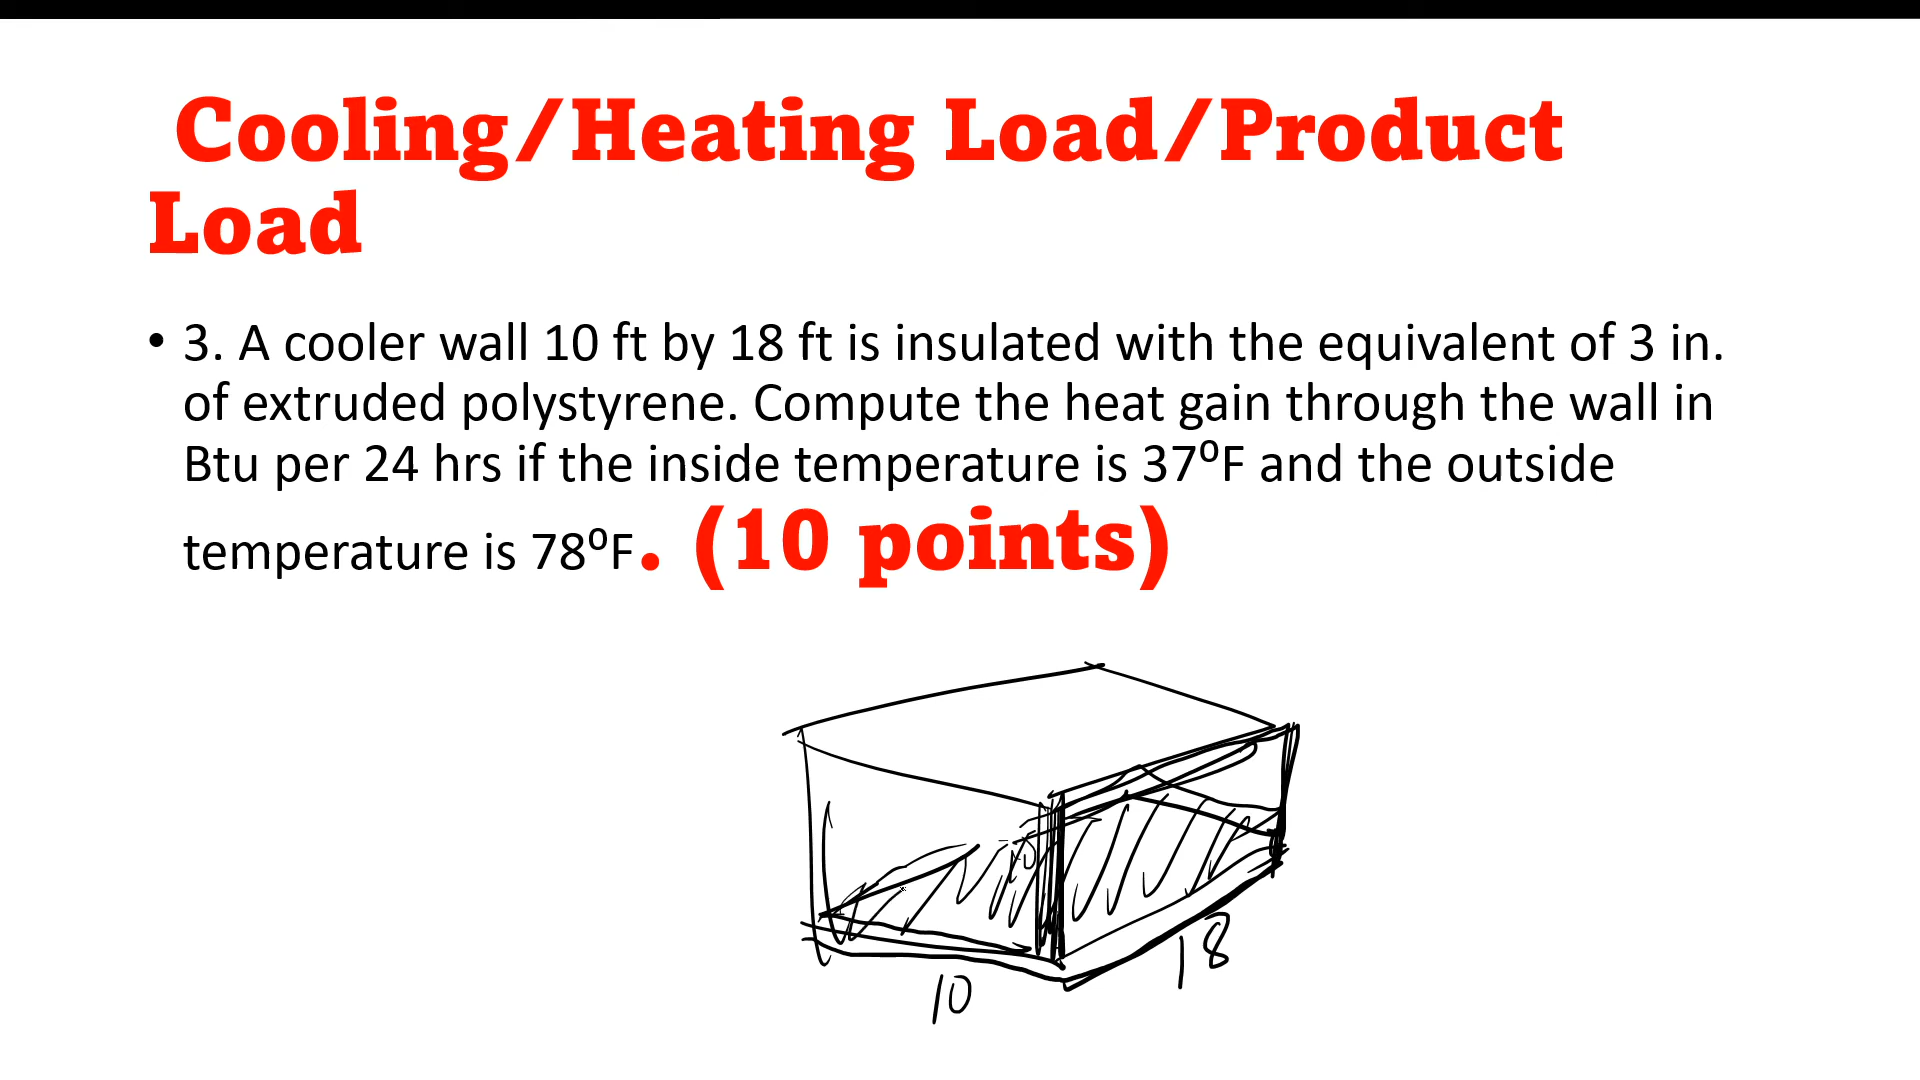 Cooling/Heating Load/Product
Load
• 3. A cooler wall 10 ft by 18 ft is insulated with the equivalent of 3 in.
of extruded polystyrene. Compute the heat gain through the wall in
Btu per 24 hrs if the inside temperature is 37⁰F and the outside
temperature is 78⁰F. (10 points)
18
10